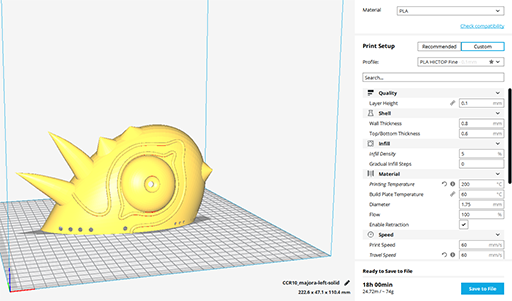 Material
PLA
Check compatibility
Print Setup
Recommended
Custom
Profile:
PLA HICTOP Fine
Search...
Quality
Layer Height
0.1
mm
Shell
Wall Thickness
0.8
mm
Top/Bottom Thickness
0.8
mm
Infill
Infill Density
5
%
Gradual Infill Steps
0
Material
Printing Temperature
200
°C
Build Plate Temperature
60
°C
Diameter
1.75
mm
Flow
100
%
Enable Retraction
Speed
Print Speed
60
mm/s
Travel Speed
60
mm/s
CCR10_majora-left-solid
222.6 x 47.1 x 110.4 mm
Ready to Save to File
18h 00min
24.72m / ~ 74g
Save to File